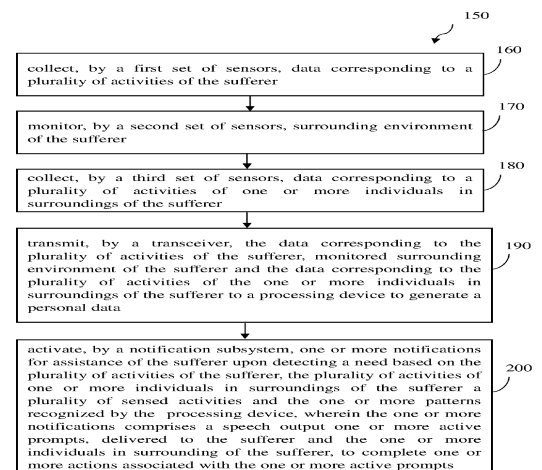 150
collect, by a first set of sensors, data corresponding to a
plurality of activities of the sufferer
160
monitor, by a second set of sensors, surrounding environment
of the sufferer
170
collect, by a third set of sensors, data corresponding to a
plurality of activities of one or more individuals in
surroundings of the sufferer
180
transmit, by a transceiver, the data corresponding to the
plurality of activities of the sufferer, monitored surrounding
environment of the sufferer and the data corresponding to the
plurality of activities of the one or more individuals in
surroundings of the sufferer to a processing device to generate a
personal data
190
activate, by a notification subsystem, one or more notifications
for assistance of the sufferer upon detecting a need based on the
plurality of activities of the sufferer, the plurality of activities of
one or more individuals in surroundings of the sufferer a
plurality of sensed activities and the one or more patterns
recognized by the processing device, wherein the one or more
notifications comprises a speech output one or more active
prompts, delivered to the sufferer and the one or more
individuals in surrounding of the sufferer, to complete one or
more actions associated with the one or more active prompts
200